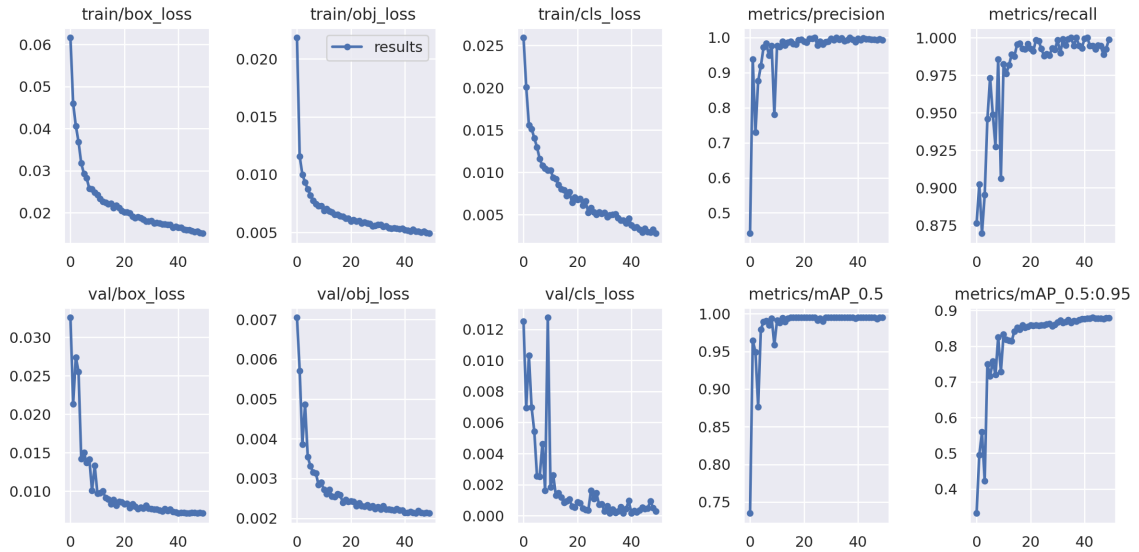 train/box_loss
0.06
0.05
0.04
0.03
0.02
0 20 40
train/obj_loss
results
0.020
0.015
0.010
0.005
0 20 40
train/cls_loss
0.025
0.020
0.015
0.010
0.005
0 20 40
metrics/precision
1.0
0.9
0.8
0.7
0.6
0.5
0 20 40
metrics/recall
1.000
0.975
0.950
0.925
0.900
0.875
0 20 40
val/box_loss
0.030
0.025
0.020
0.015
0.010
0 20 40
val/obj_loss
0.007
0.006
0.005
0.004
0.003
0.002
0 20 40
val/cls_loss
0.012
0.010
0.008
0.006
0.004
0.002
0.000
0 20 40
metrics/mAP_0.5
1.00
0.95
0.90
0.85
0.80
0.75
0 20 40
metrics/mAP_0.5:0.95
0.9
0.8
0.7
0.6
0.5
0.4
0 20 40